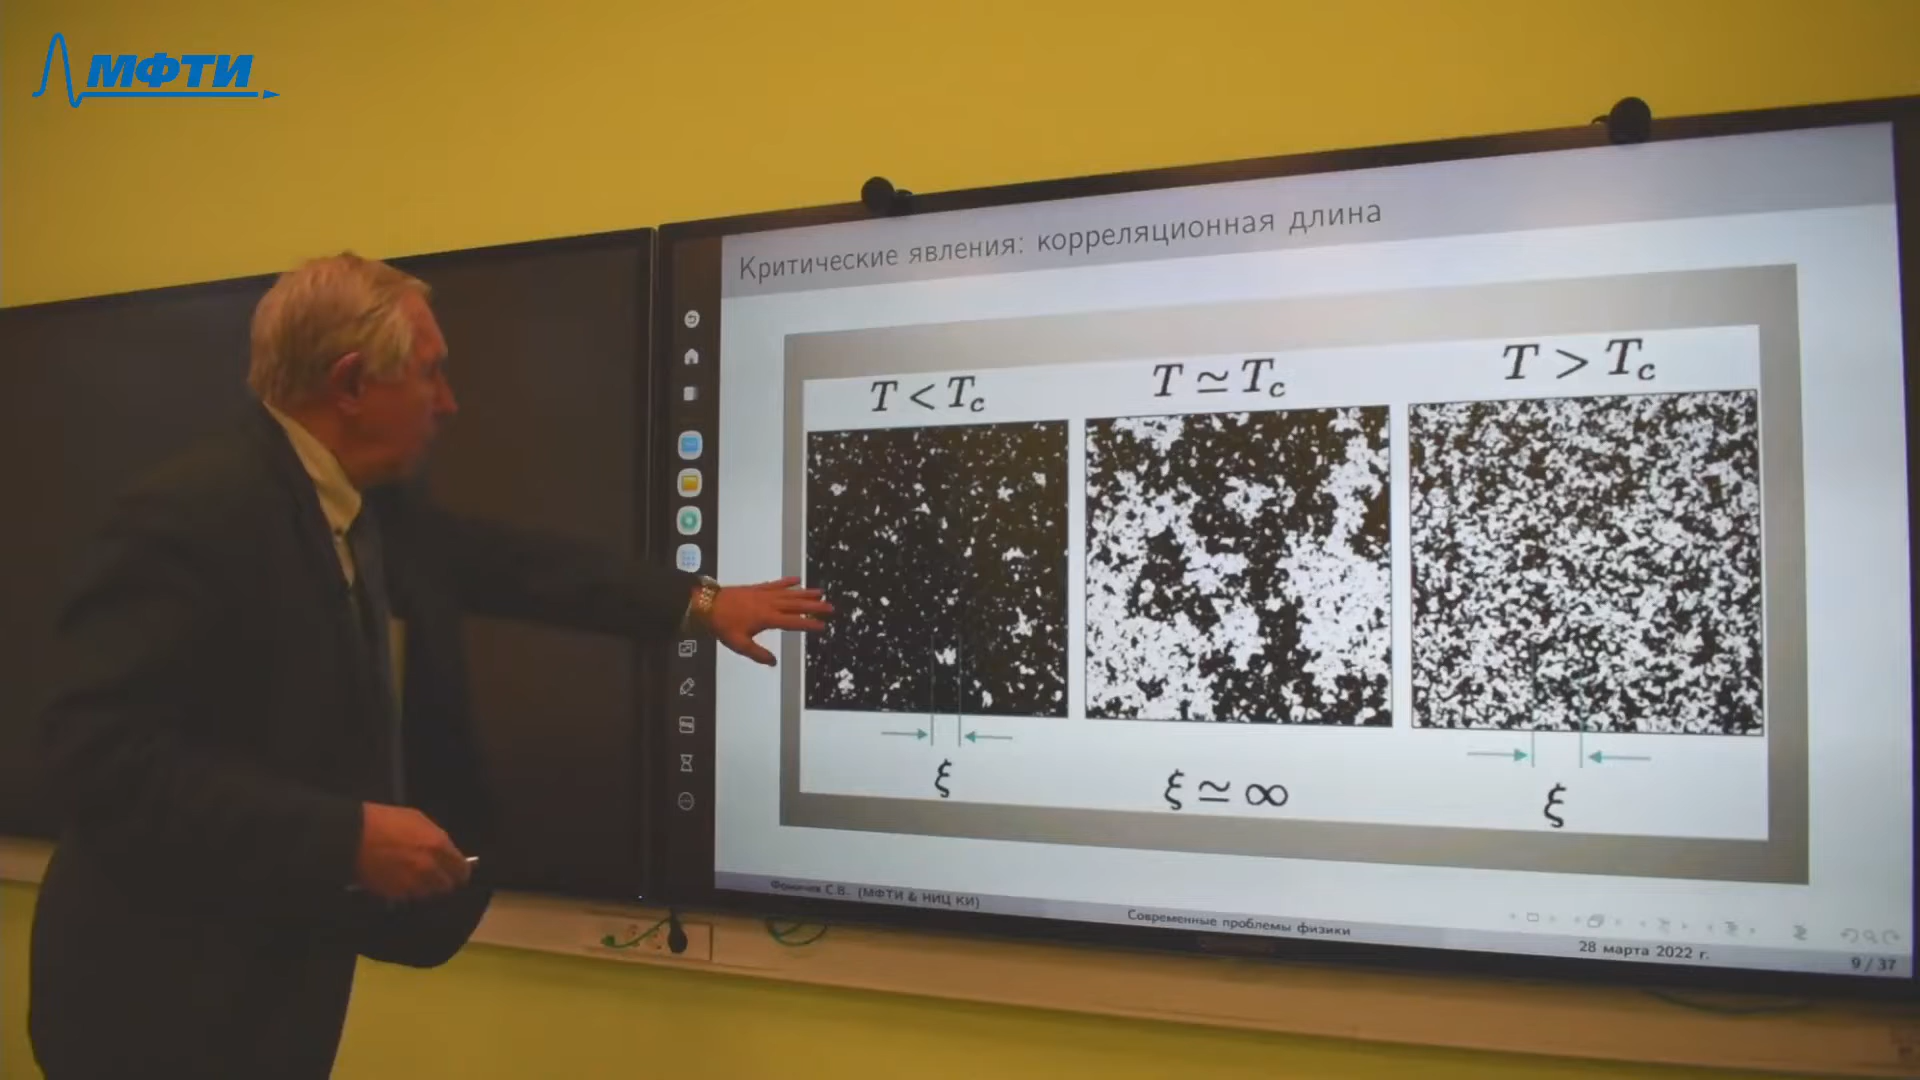 МФТИ
Критические явления: корреляционная длина
T < Tc
T ≃ Tc
T > Tc
ξ
ξ ≃ ∞
ξ
Фомичев С.В. (МФТИ & НИЦ КИ)
Современные проблемы физики
28 марта 2022 г.
9 / 37